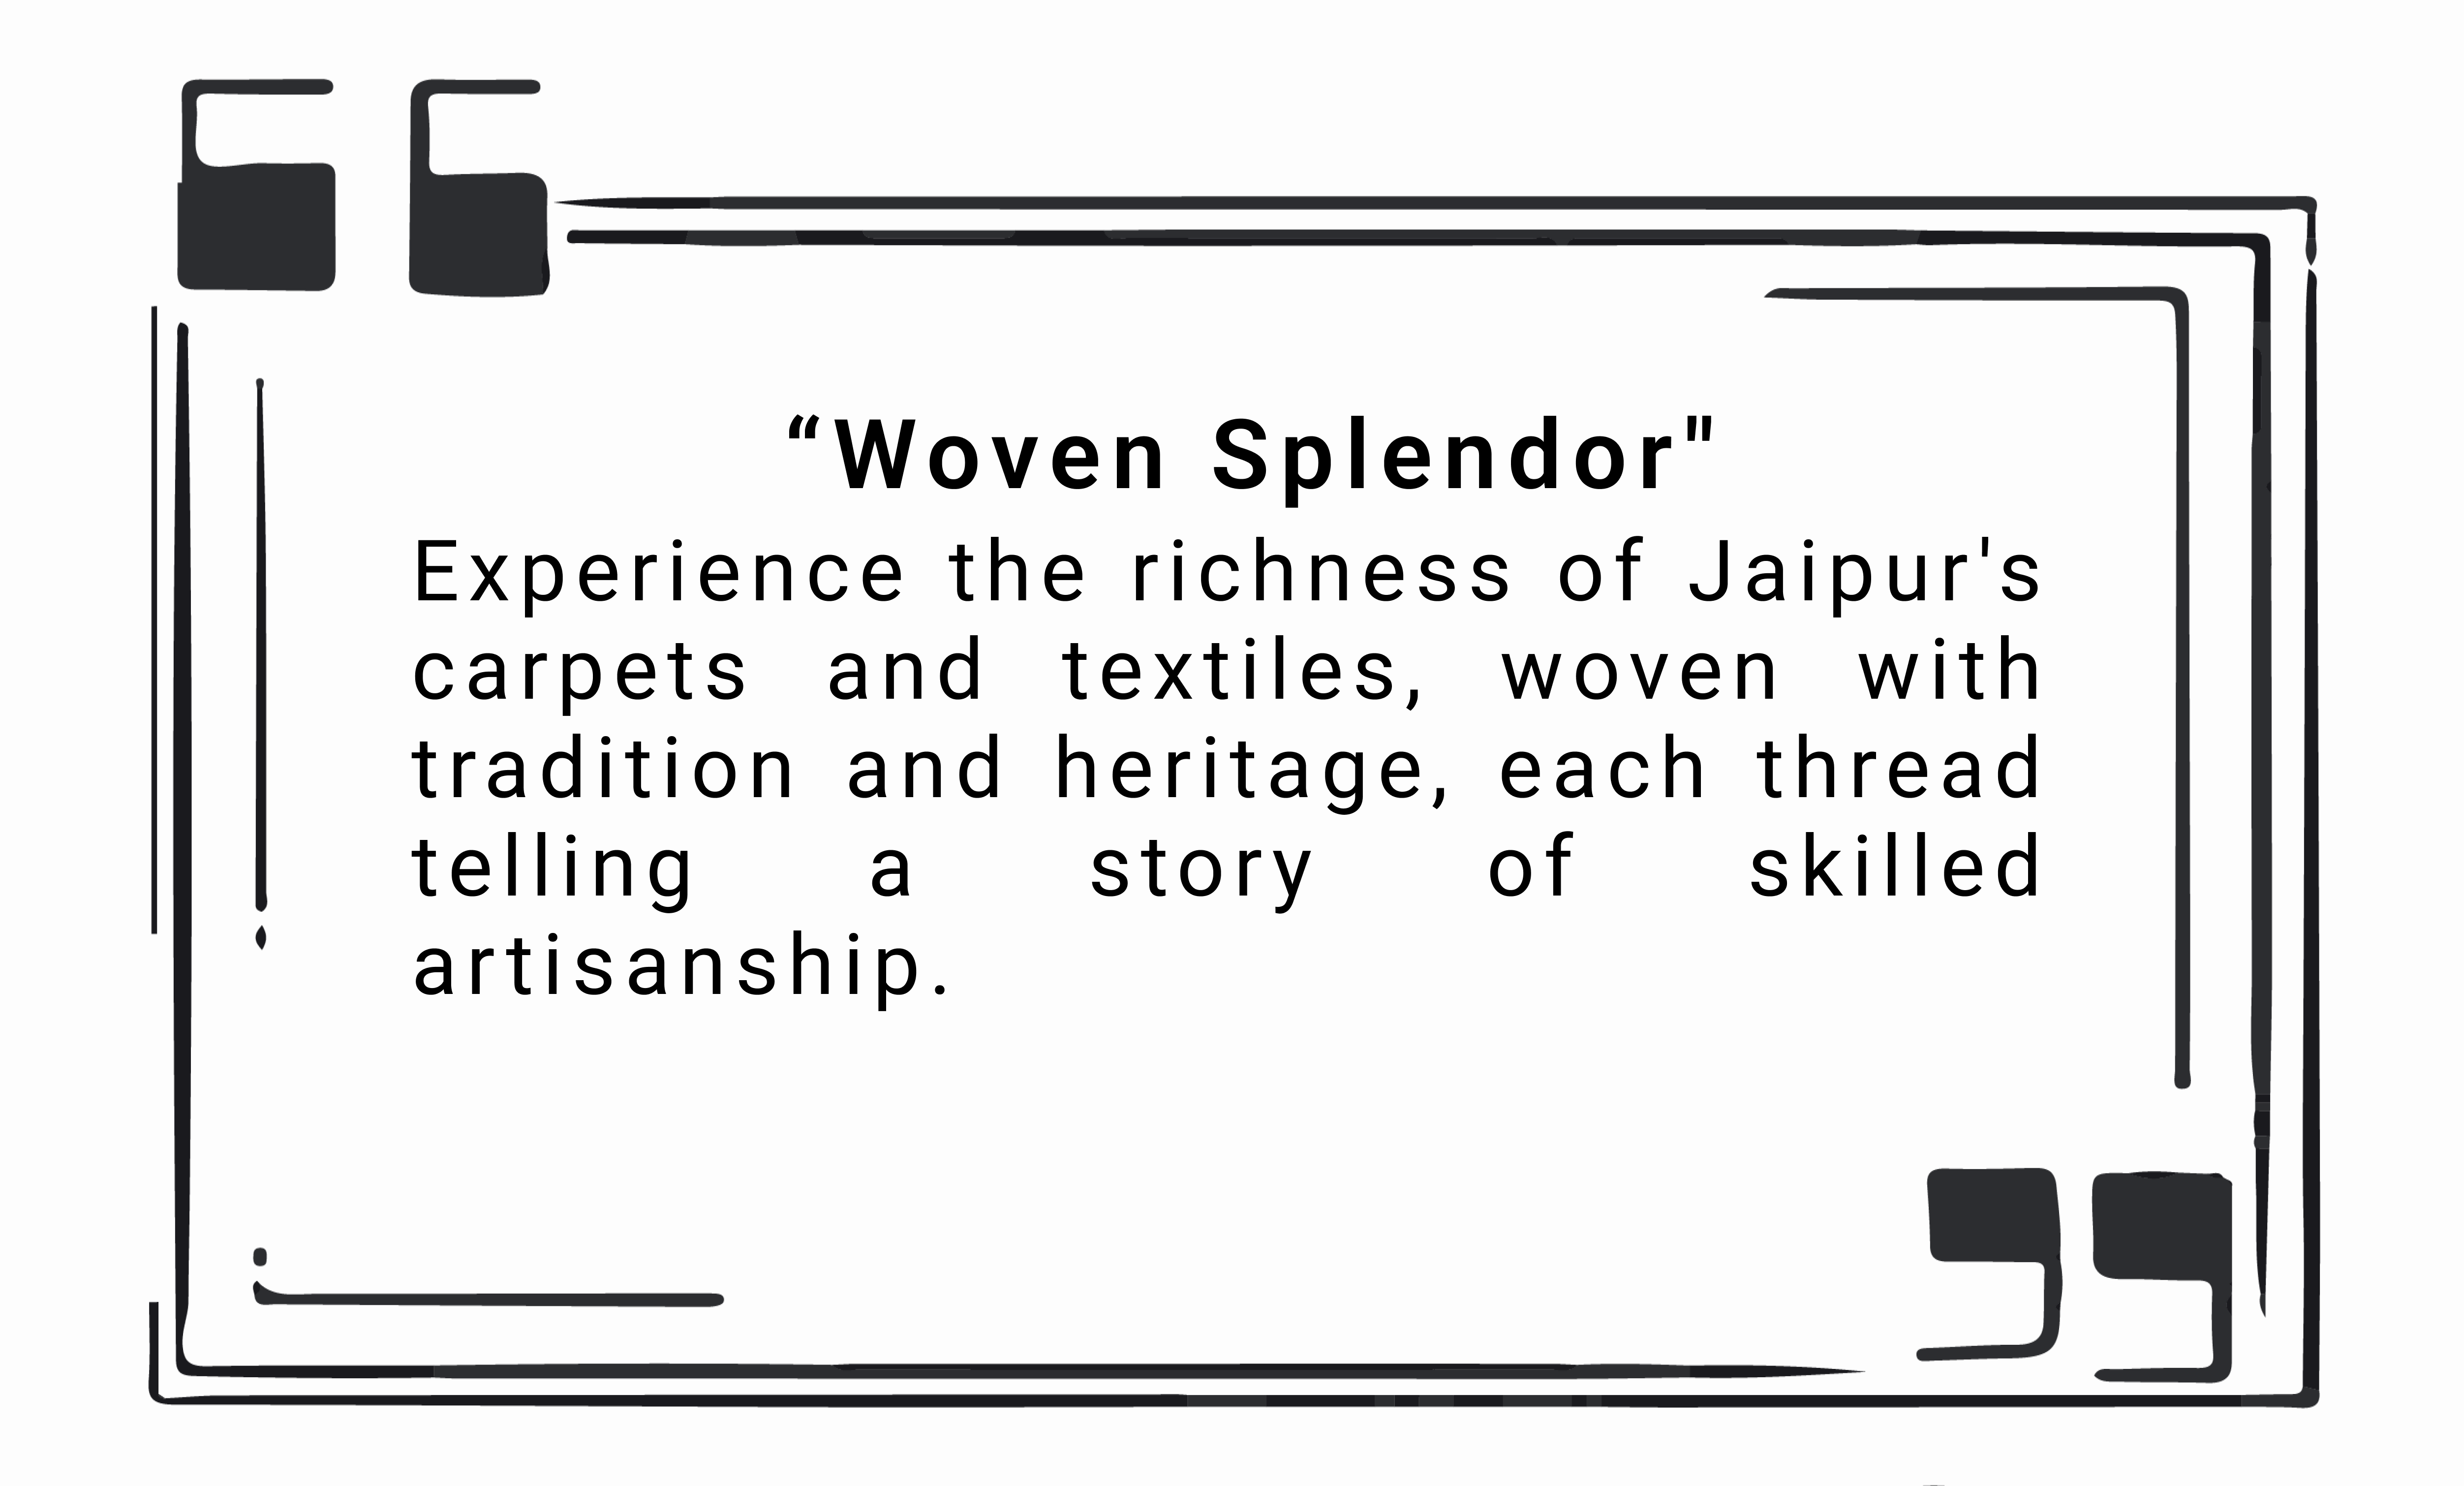 “Woven Splendor"
Experience the richness of Jaipur's
carpets and textiles, woven with
tradition and heritage, each thread
telling a story of skilled
artisanship.